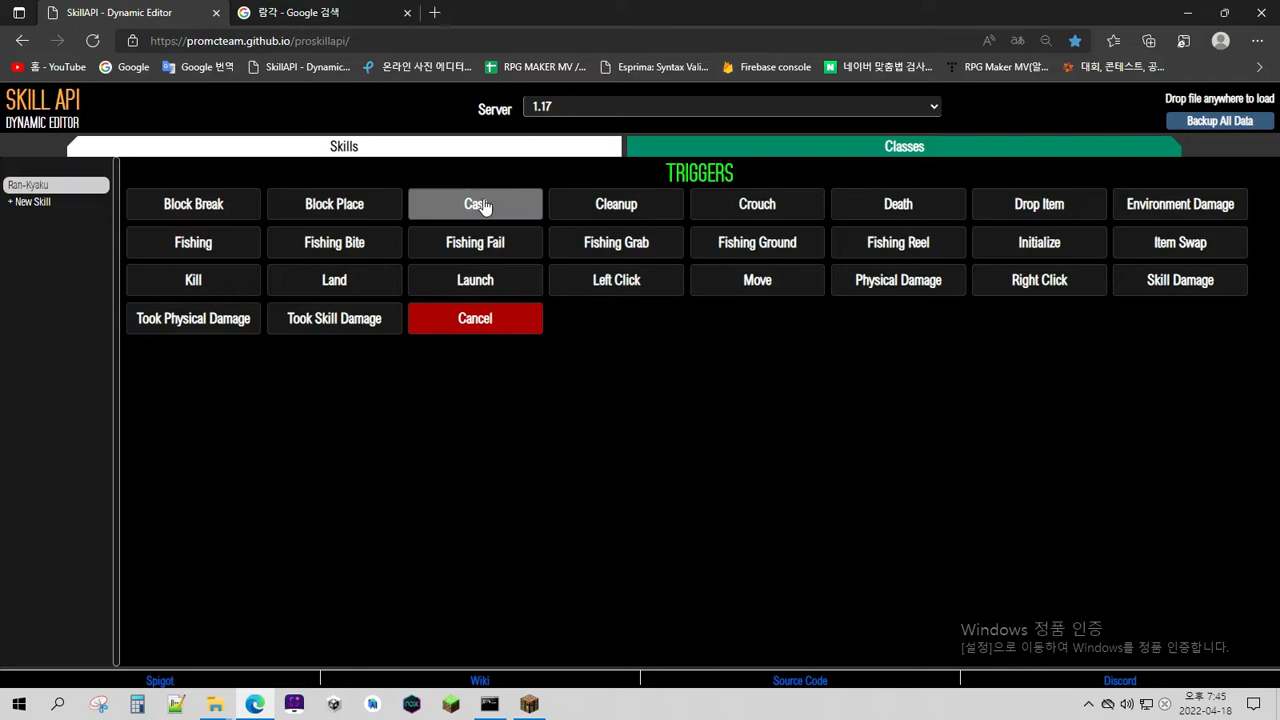 SkillAPI - Dynamic Editor
람각 - Google 검색
https://promcteam.github.io/proskillapi/
홈 - YouTube
Google
Google 번역
SkillAPI - Dynamic...
온라인 사진 에디터...
RPG MAKER MV /...
Esprima: Syntax Vali...
Firebase console
네이버 맞춤법 검사...
RPG Maker MV(알...
대회, 콘테스트, 공...
SKILL API
DYNAMIC EDITOR
Server
1.17
Drop file anywhere to load
Backup All Data
Skills
Classes
Ran-Kyaku
+ New Skill
TRIGGERS
Block Break
Block Place
Cast
Cleanup
Crouch
Death
Drop Item
Environment Damage
Fishing
Fishing Bite
Fishing Fail
Fishing Grab
Fishing Ground
Fishing Reel
Initialize
Item Swap
Kill
Land
Launch
Left Click
Move
Physical Damage
Right Click
Skill Damage
Took Physical Damage
Took Skill Damage
Cancel
Windows 정품 인증
[설정]으로 이동하여 Windows를 정품 인증합니다.
Spigot
Wiki
Source Code
Discord
nox
오후 7:45
2022-04-18